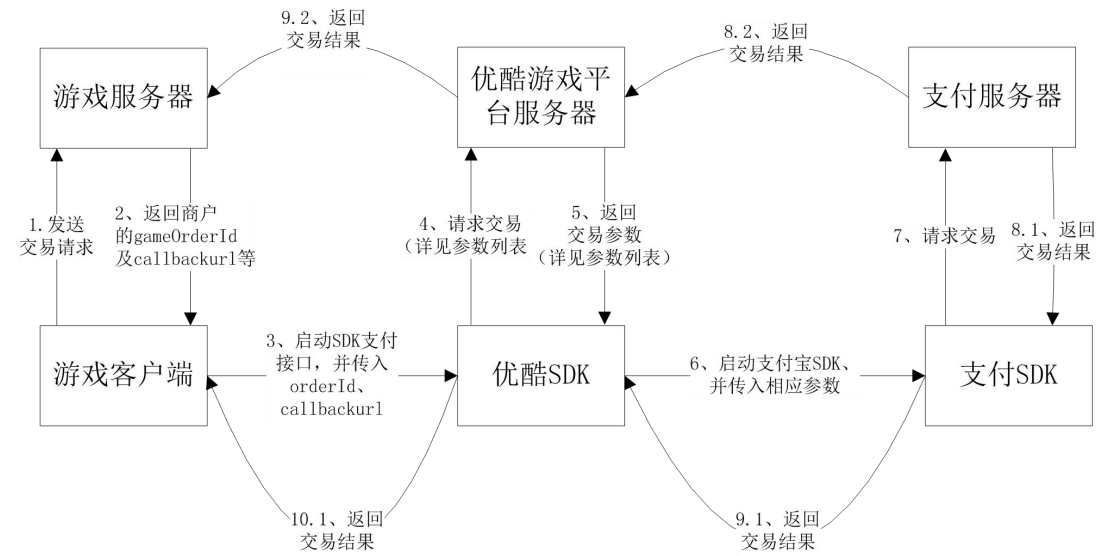 9.2、返回
交易结果
8.2、返回
交易结果
游戏服务器
优酷游戏平
台服务器
支付服务器
1.发送
交易请求
2、返回商户
的gameOrderId
及callbackurl等
4、请求交易
（详见参数列表
5、返回
交易参数
（详见参数列表）
7、请求交易
8.1、返回
交易结果
游戏客户端
3、启动SDK支付
接口，并传入
orderId、
callbackurl
优酷SDK
6、启动支付宝SDK、
并传入相应参数
支付SDK
10.1、返回
交易结果
9.1、返回
交易结果